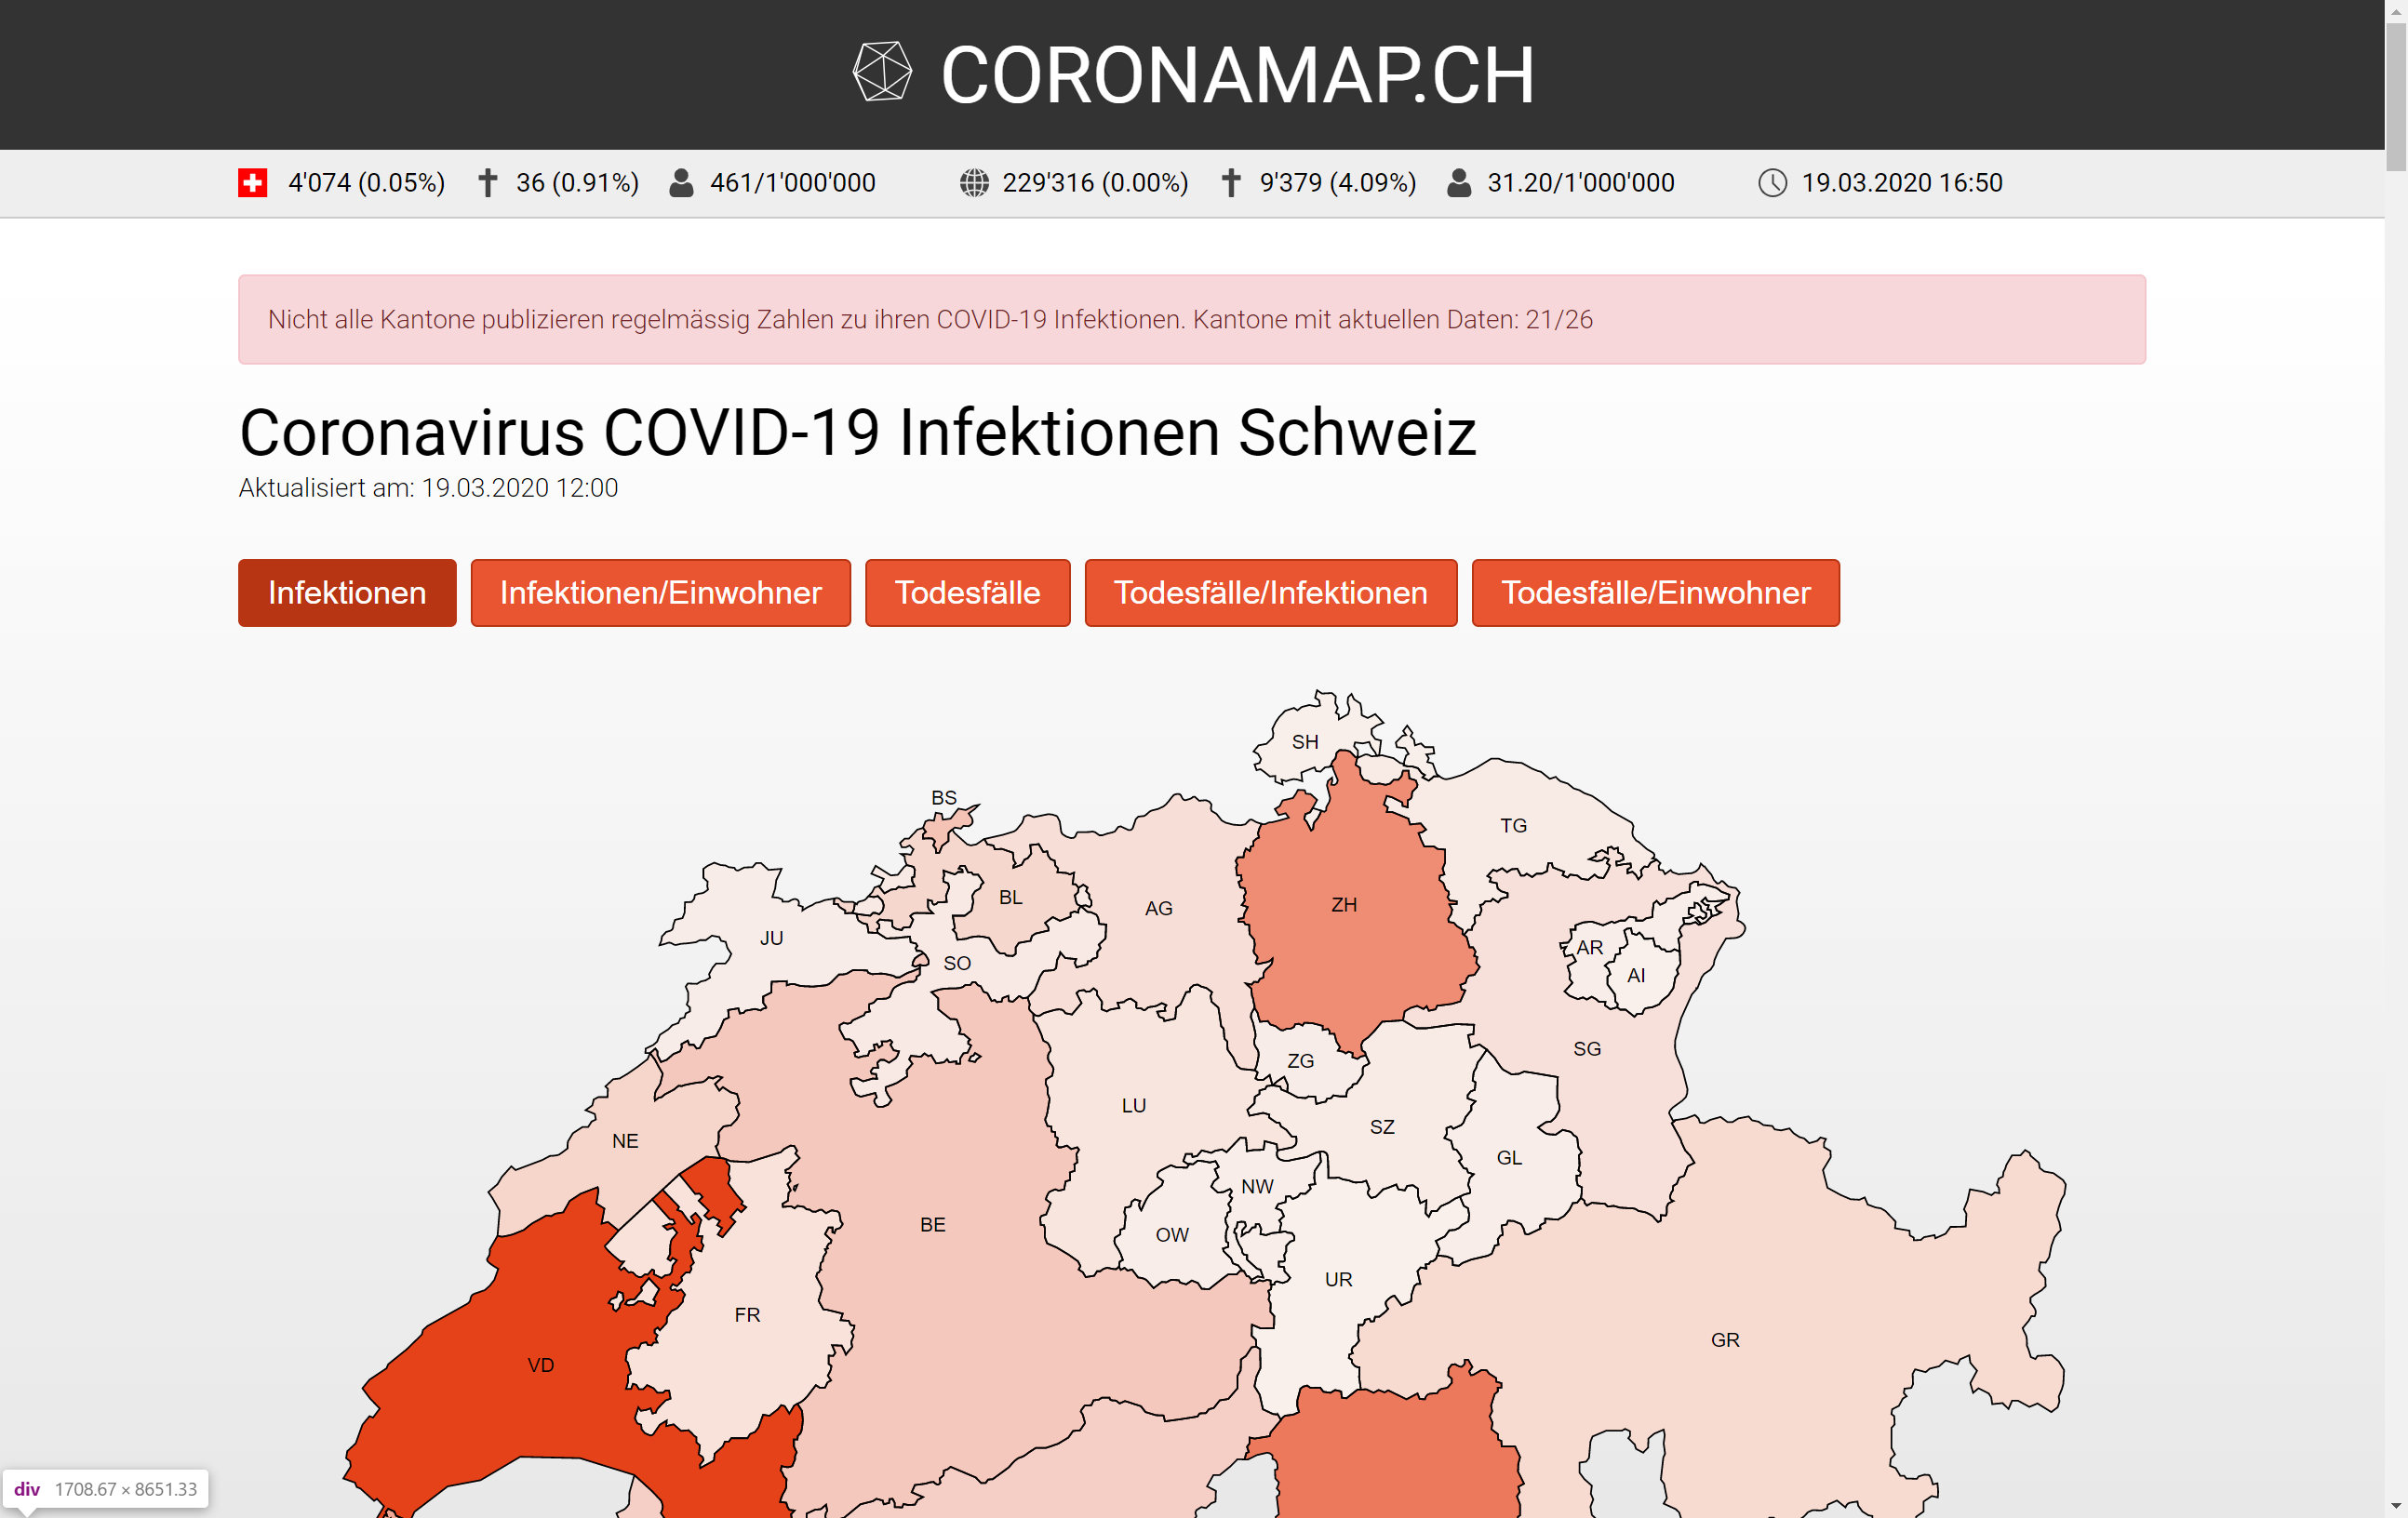 CORONAMAP.CH
4'074 (0.05%) 36 (0.91%) 461/1'000'000 229'316 (0.00%) 9'379 (4.09%) 31.20/1'000'000 19.03.2020 16:50
Nicht alle Kantone publizieren regelmässig Zahlen zu ihren COVID-19 Infektionen. Kantone mit aktuellen Daten: 21/26
Coronavirus COVID-19 Infektionen Schweiz
Aktualisiert am: 19.03.2020 12:00
Infektionen Infektionen/Einwohner Todesfälle Todesfälle/Infektionen Todesfälle/Einwohner
SH
BS
TG
BL
AG
ZH
JU
SO
AR
AI
SG
ZG
LU
SZ
NE
GL
NW
BE
OW
UR
FR
GR
VD
div 1708.67 × 8651.33